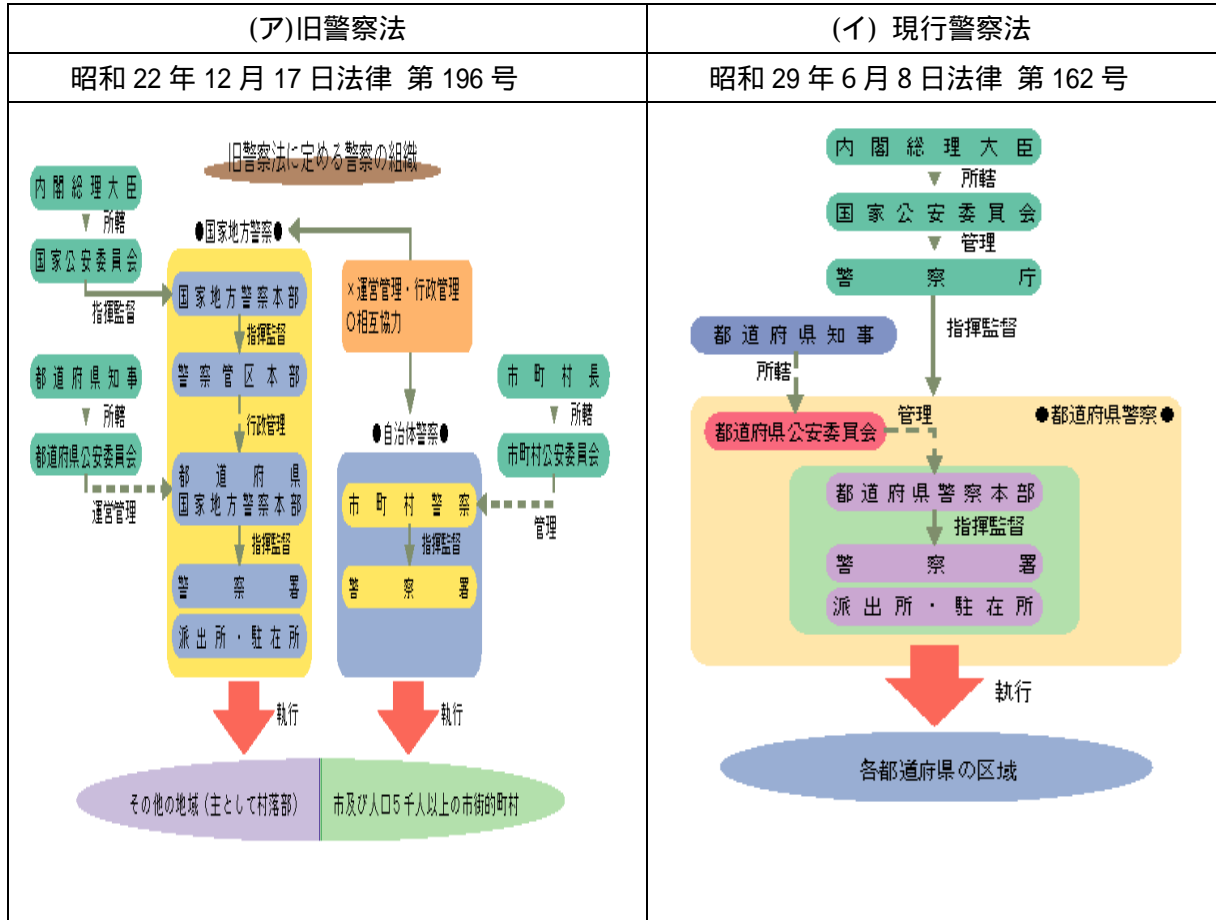 (ア)旧警察法
(イ) 現行警察法
昭和 22 年 12 月 17 日法律 第 196 号
昭和 29 年 6 月 8 日法律 第 162 号
旧警察法に定める警察の組織
内閣総理大臣
所轄
国家公安委員会
指揮監督
●国家地方警察●
国家地方警察本部
指揮監督
警察管区本部
行政管理
都道府県
国家地方警察本部
指揮監督
警察署
派出所・駐在所
都道府県知事
所轄
都道府県公安委員会
運営管理
×運営管理・行政管理
○相互協力
●自治体警察●
市町村長
所轄
市町村公安委員会
管理
市町村警察
指揮監督
警察署
執行
執行
その他の地域(主として村落部)
市及び人口5千人以上の市街的町村
内閣総理大臣
所轄
国家公安委員会
管理
警察庁
指揮監督
都道府県知事
所轄
都道府県公安委員会
管理
●都道府県警察●
都道府県警察本部
指揮監督
警察署
派出所・駐在所
執行
各都道府県の区域